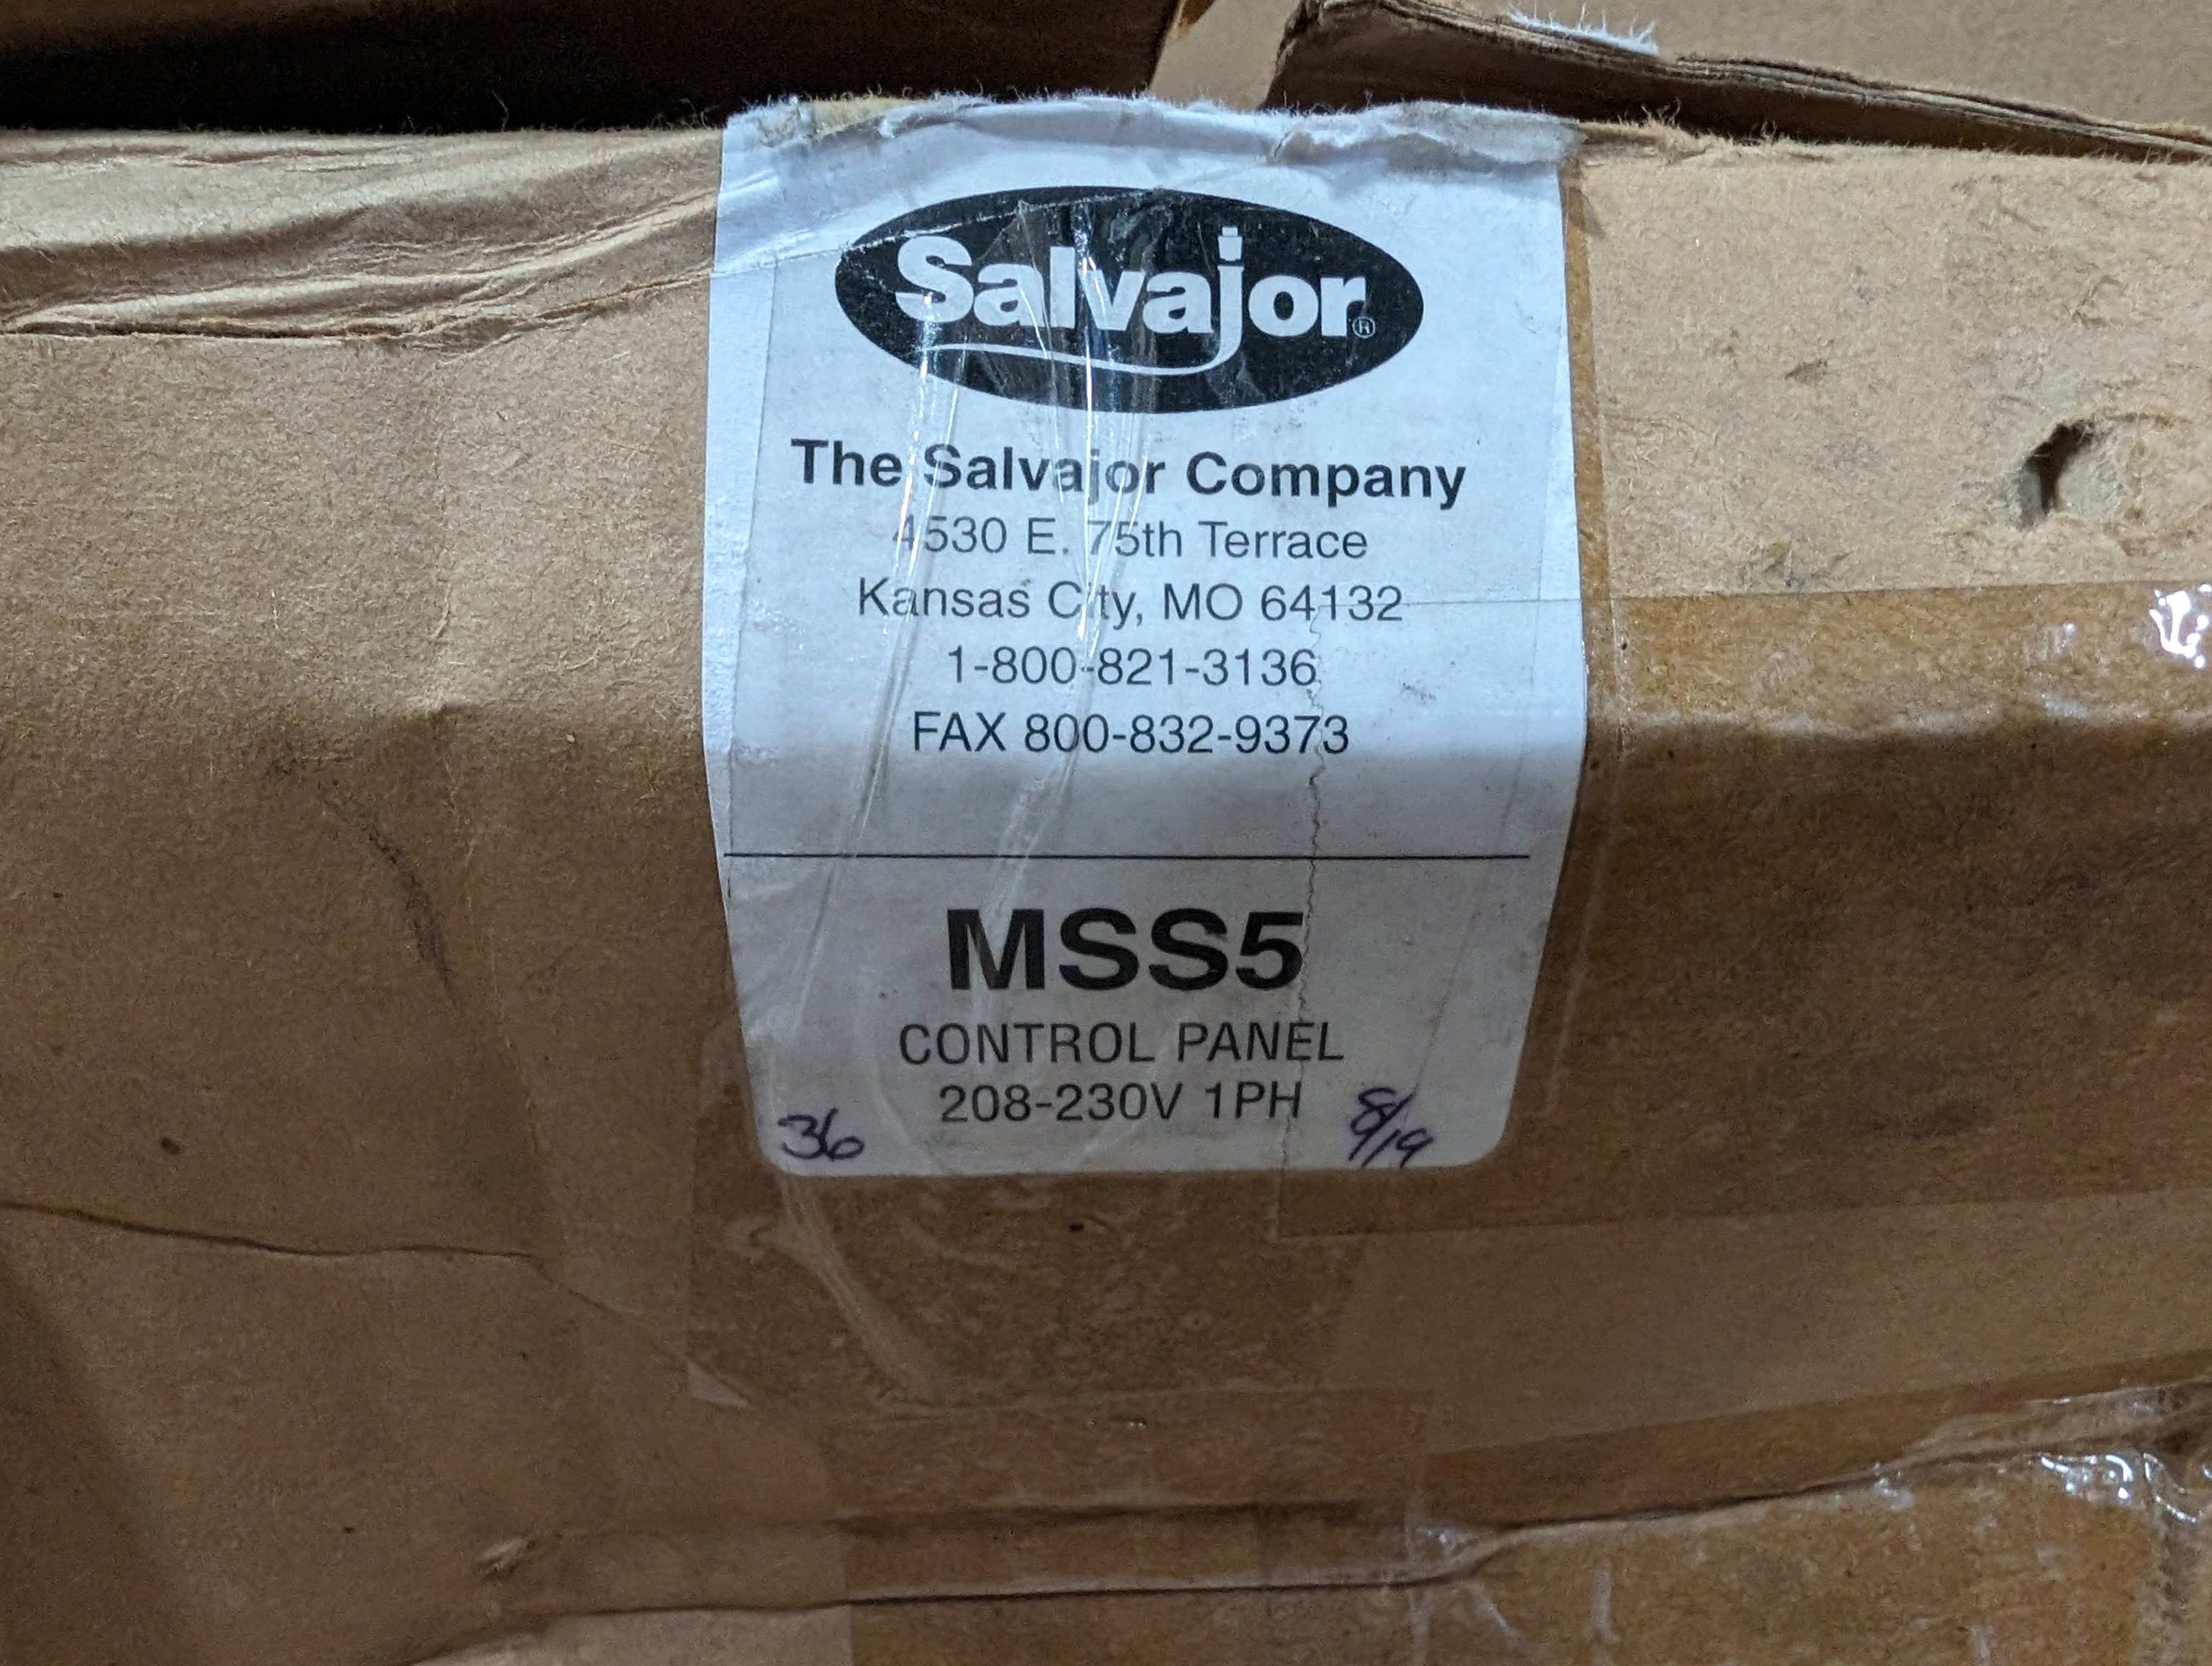 Salvajor®
The Salvajor Company
4530 E. 75th Terrace
Kansas City, MO 64132
1-800-821-3136
FAX 800-832-9373
MSS5
CONTROL PANEL
208-230V 1PH
36 8/19